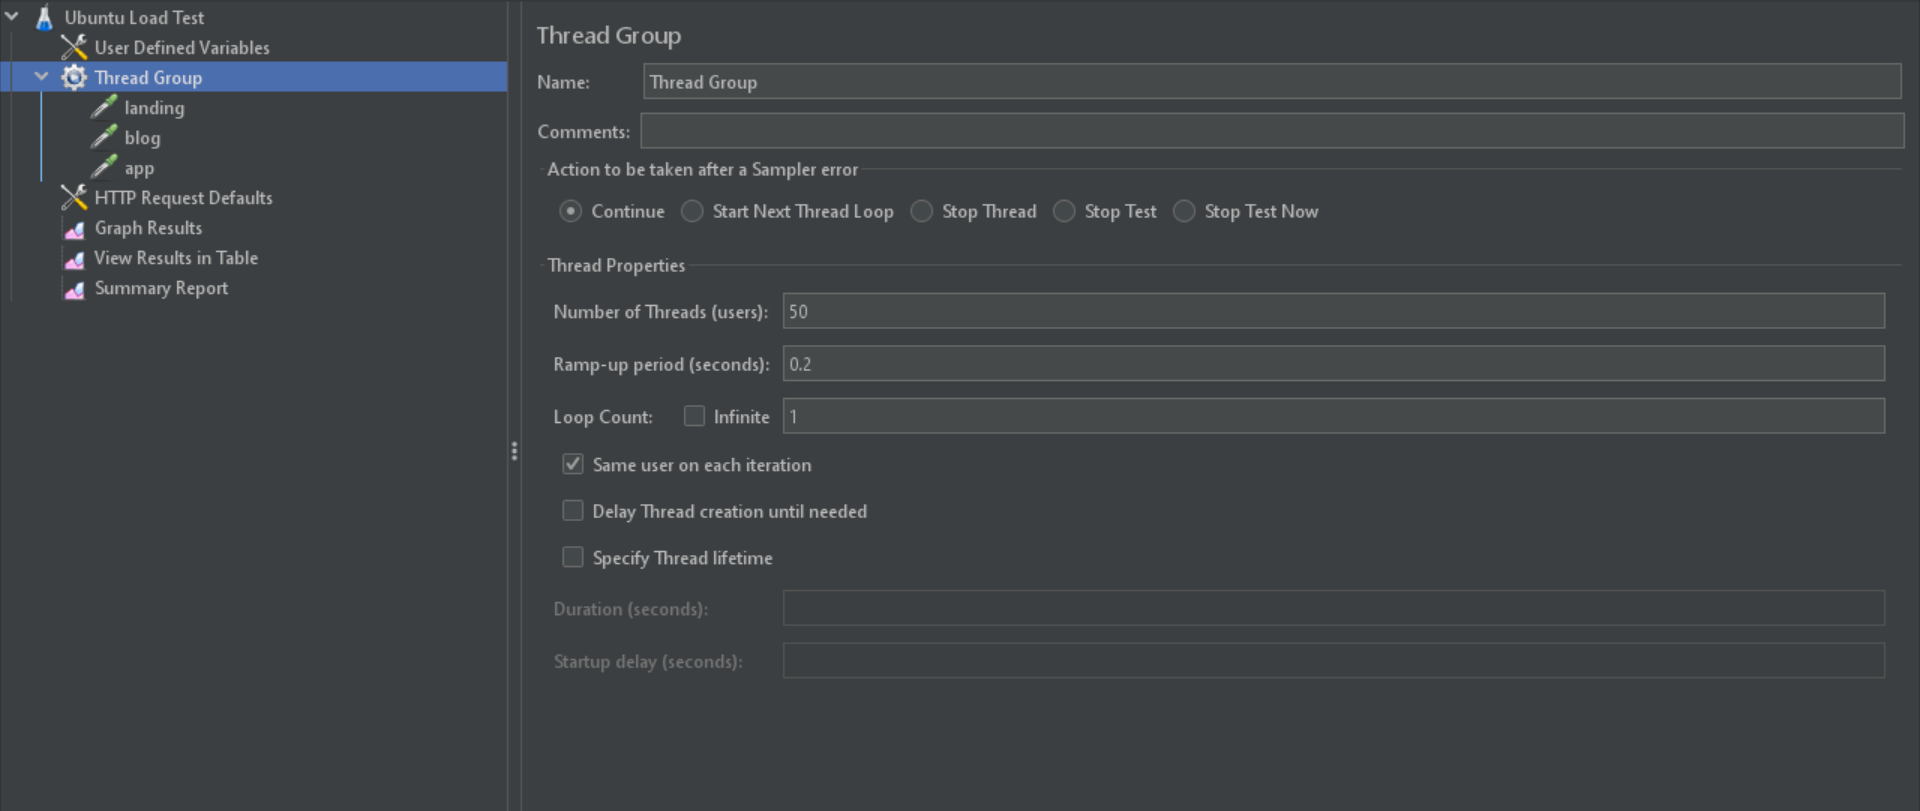 Ubuntu Load Test
User Defined Variables
Thread Group
landing
blog
app
HTTP Request Defaults
Graph Results
View Results in Table
Summary Report
Thread Group
Name: Thread Group
Comments:
Action to be taken after a Sampler error
Continue Start Next Thread Loop Stop Thread Stop Test Stop Test Now
Thread Properties
Number of Threads (users): 50
Ramp-up period (seconds): 0.2
Loop Count: Infinite 1
Same user on each iteration
Delay Thread creation until needed
Specify Thread lifetime
Duration (seconds):
Startup delay (seconds):